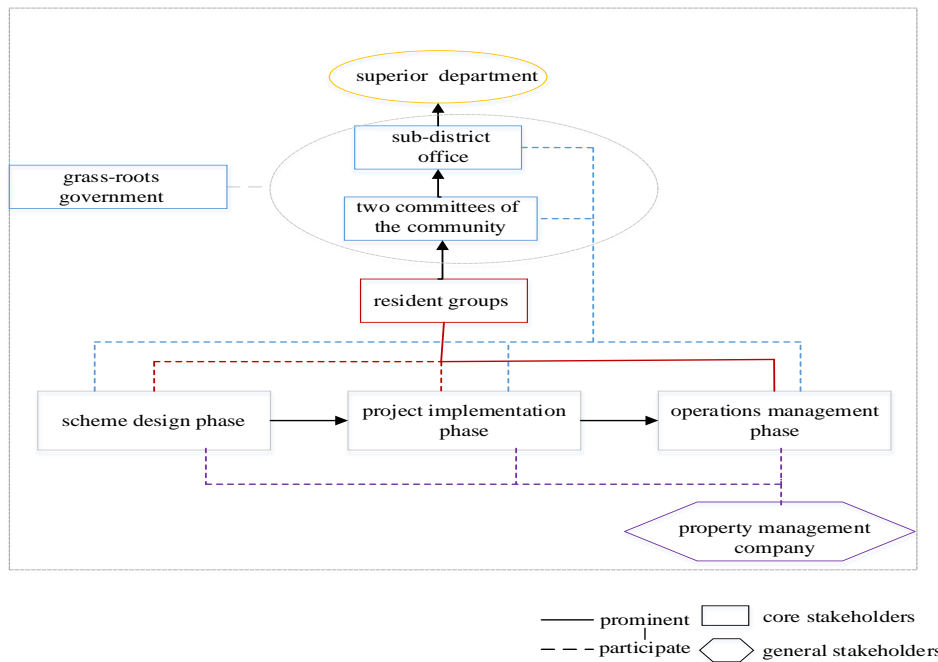 superior department
sub-district
office
grass-roots
government
two committees of
the community
resident groups
scheme design phase
project implementation
phase
operations management
phase
property management
company
prominent
core stakeholders
participate
general stakeholders